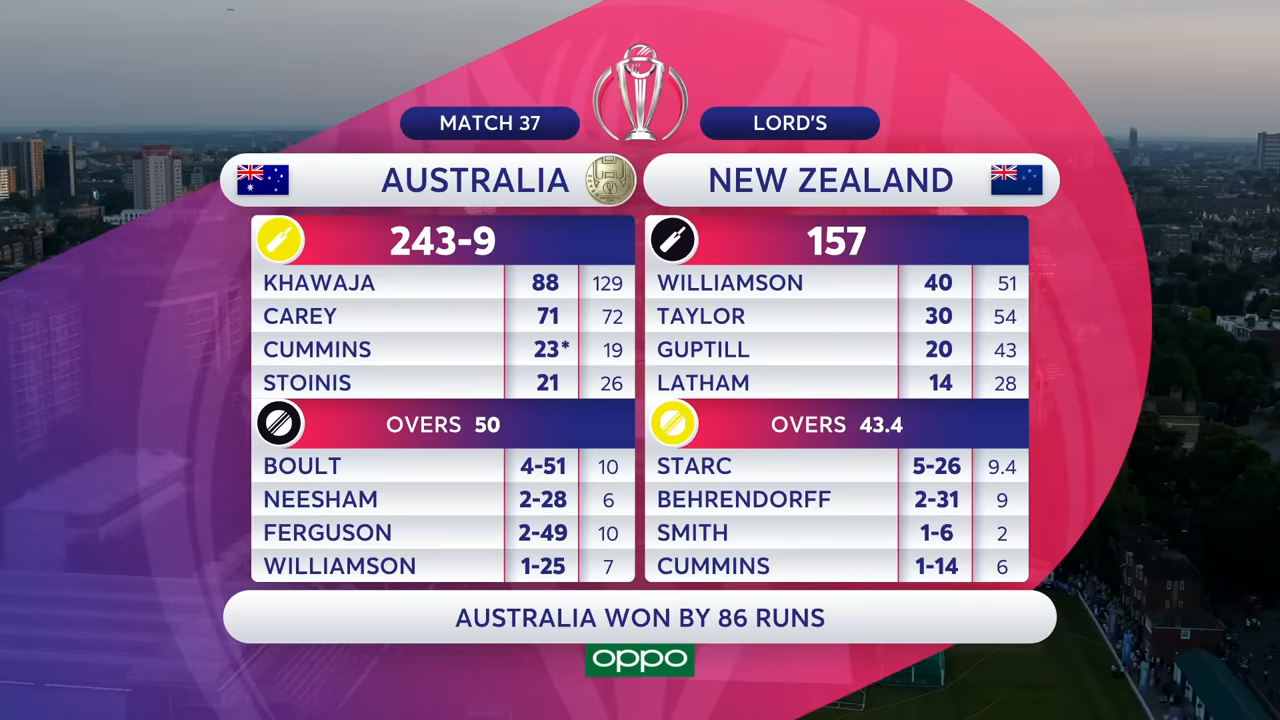 MATCH 37
LORD'S
AUSTRALIA
NEW ZEALAND
243-9
KHAWAJA 88 129
CAREY 71 72
CUMMINS 23* 19
STOINIS 21 26
OVERS 50
BOULT 4-51 10
NEESHAM 2-28 6
FERGUSON 2-49 10
WILLIAMSON 1-25 7
157
WILLIAMSON 40 51
TAYLOR 30 54
GUPTILL 20 43
LATHAM 14 28
OVERS 43.4
STARC 5-26 9.4
BEHRENDORFF 2-31 9
SMITH 1-6 2
CUMMINS 1-14 6
AUSTRALIA WON BY 86 RUNS
oppo